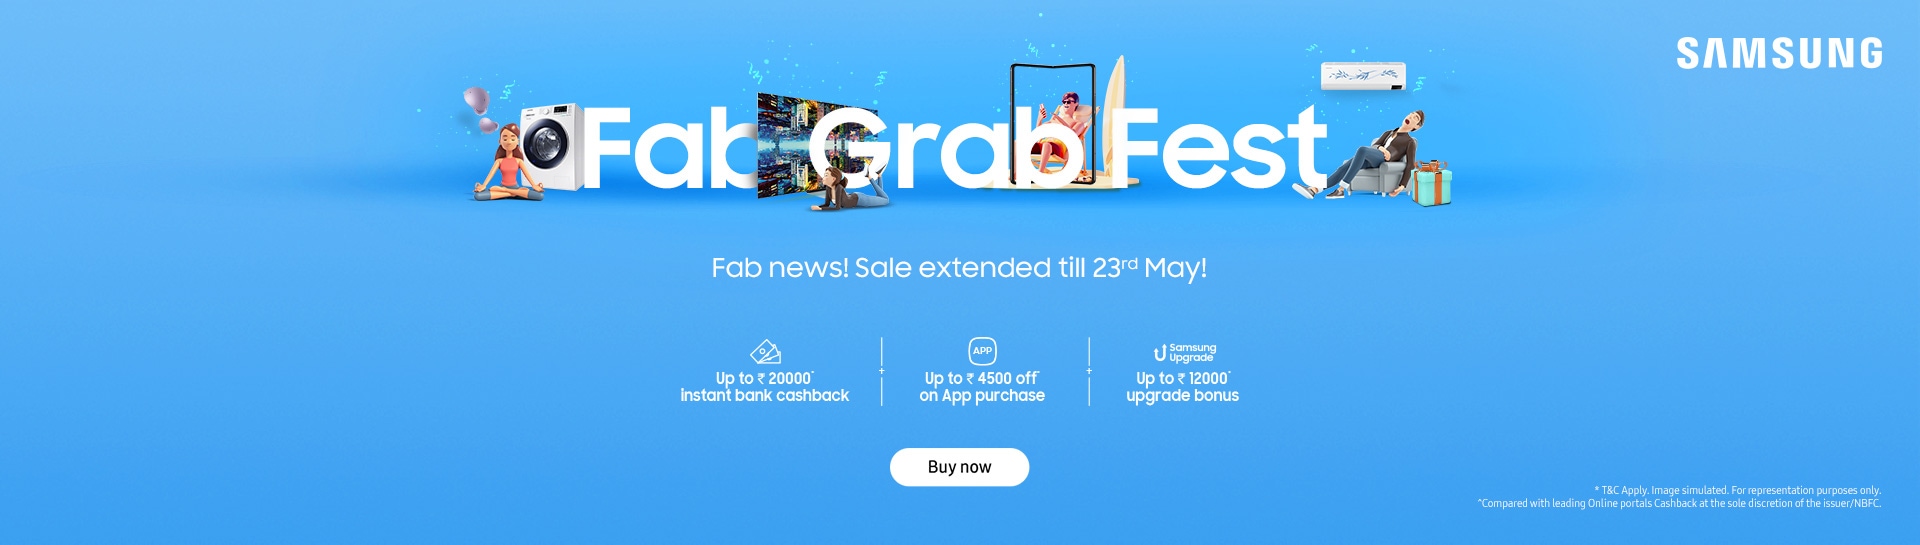 SAMSUNG
Fab Grab Fest
Fab news! Sale extended till 23rd May!
APP
Samsung
Upgrade
Up to ₹ 20000*
instant bank cashback
+
Up to ₹ 4500 off*
on App purchase
+
Up to ₹ 12000*
upgrade bonus
Buy now
* T&C Apply. Image simulated. For representation purposes only.
^Compared with leading Online portals Cashback at the sole discretion of the issuer/NBFC.